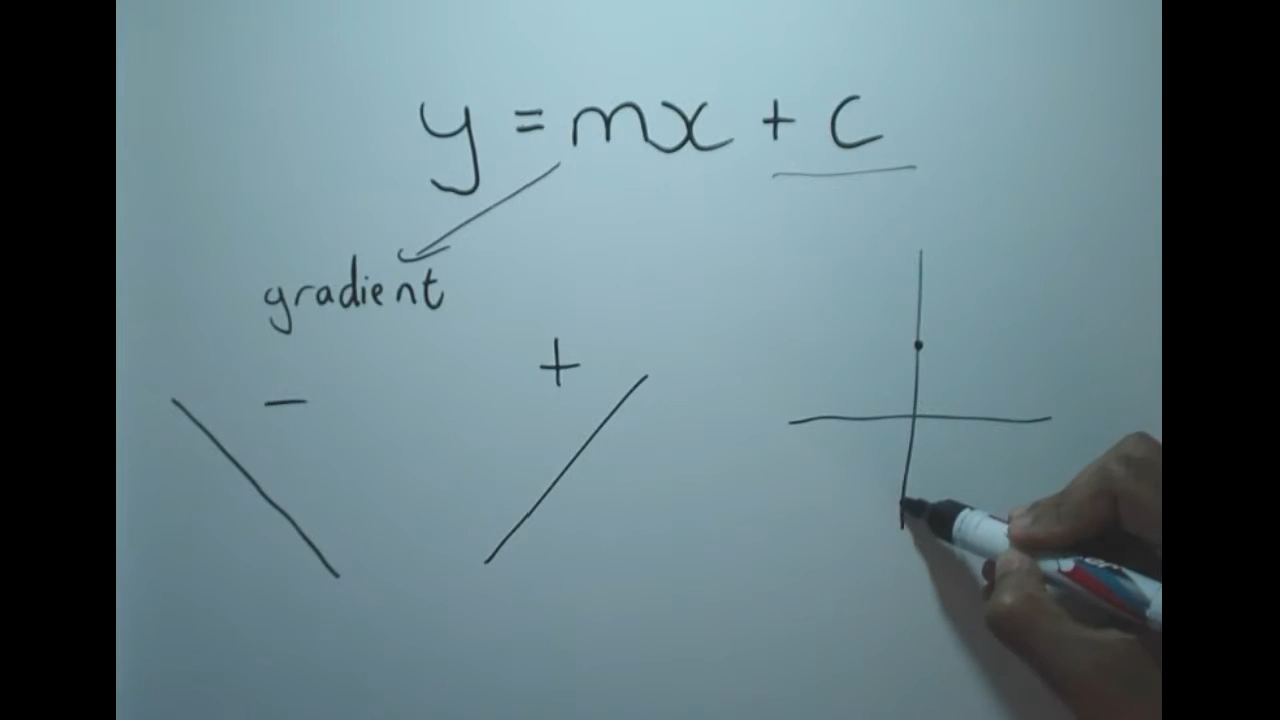 y = mx + c
gradient
+
−